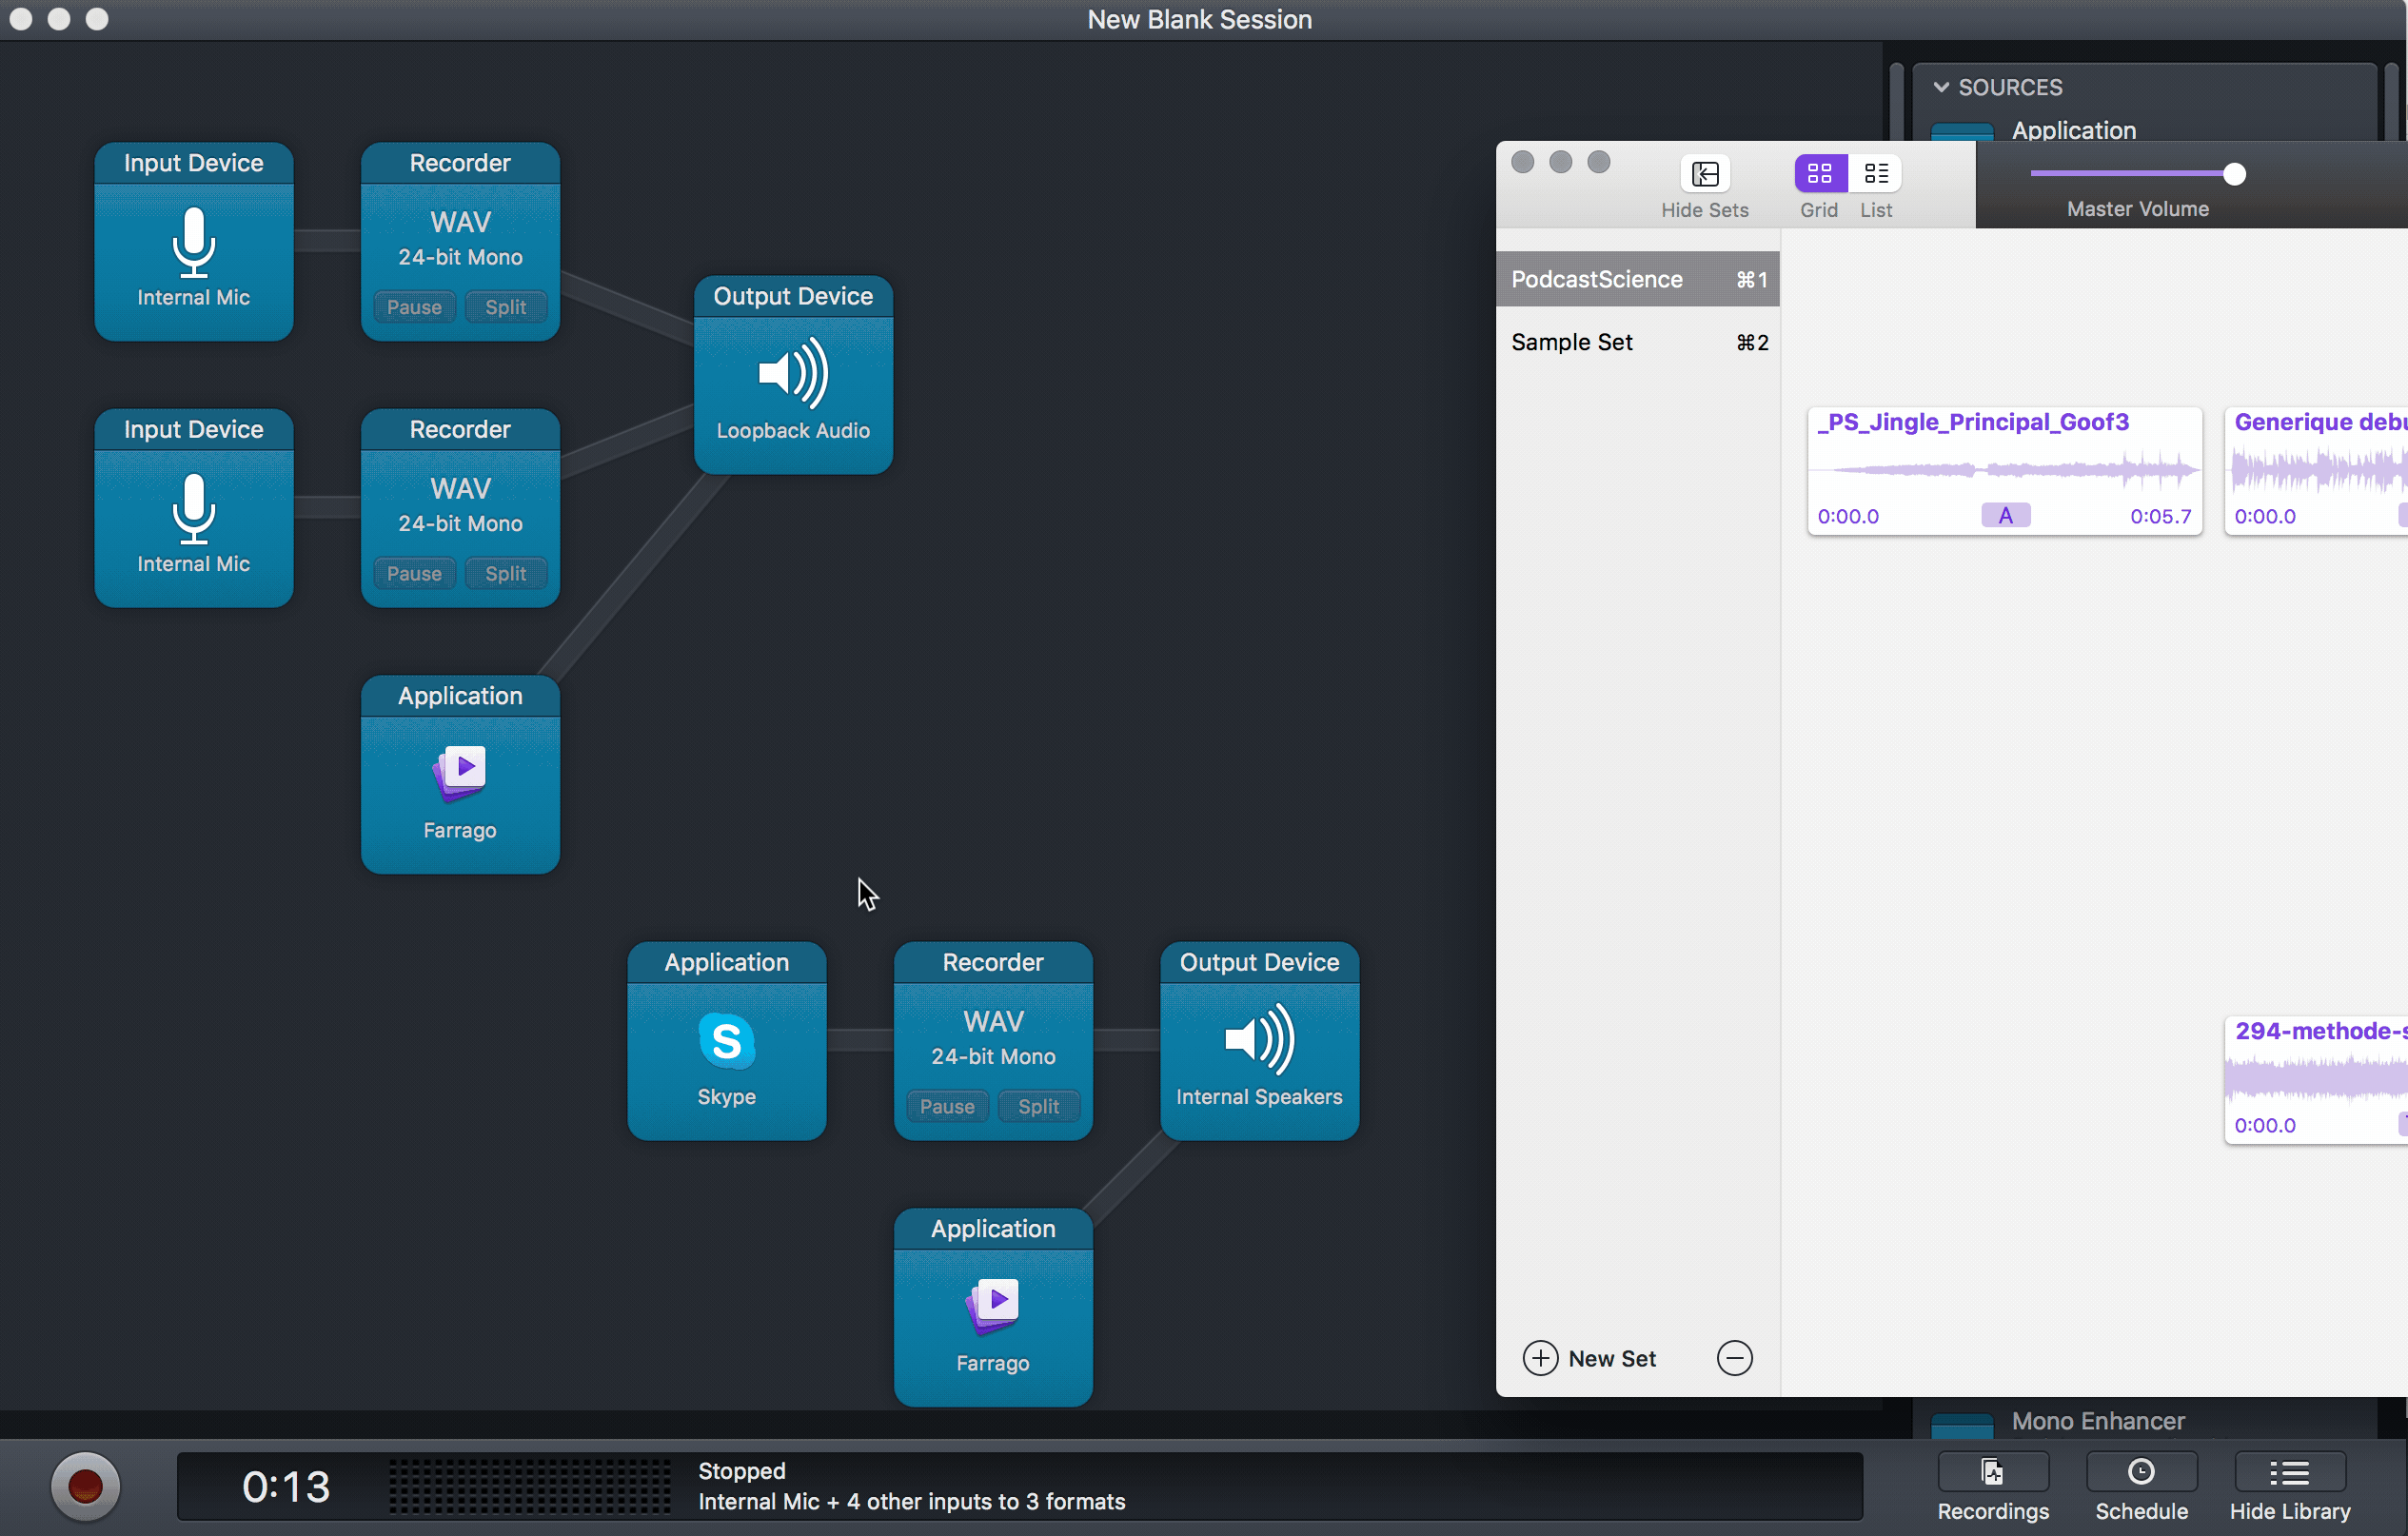 New Blank Session
Input Device
Internal Mic
Recorder
WAV
24-bit Mono
Pause Split
Output Device
Loopback Audio
Input Device
Internal Mic
Recorder
WAV
24-bit Mono
Pause Split
Application
Farrago
Application
S
Skype
Recorder
WAV
24-bit Mono
Pause Split
Output Device
Internal Speakers
Application
Farrago
SOURCES
Application
Hide Sets
Grid List
Master Volume
PodcastScience ⌘1
Sample Set ⌘2
_PS_Jingle_Principal_Goof3
0:00.0 A 0:05.7
Generique debu
0:00.0
294-methode-s
0:00.0
New Set
Mono Enhancer
0:13
Stopped
Internal Mic + 4 other inputs to 3 formats
Recordings Schedule Hide Library